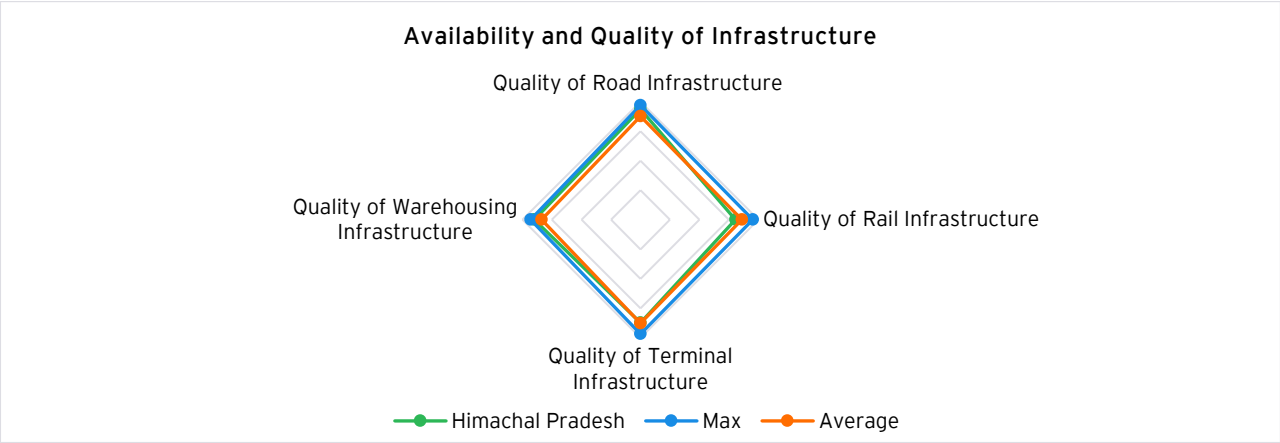 Availability and Quality of Infrastructure
Quality of Road Infrastructure
Quality of Warehousing
Infrastructure
Quality of Rail Infrastructure
Quality of Terminal
Infrastructure
Himachal Pradesh Max Average